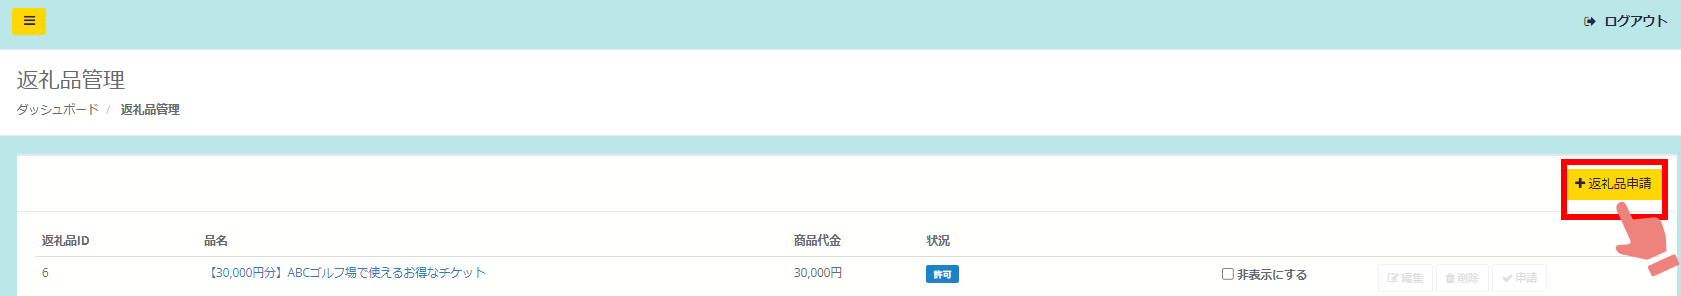 ログアウト
返礼品管理
ダッシュボード / 返礼品管理
+返礼品申請
返礼品ID 品名 商品代金 状況
6 【30,000円分】ABCゴルフ場で使えるお得なチケット 30,000円 許可 非表示にする 編集 削除 申請